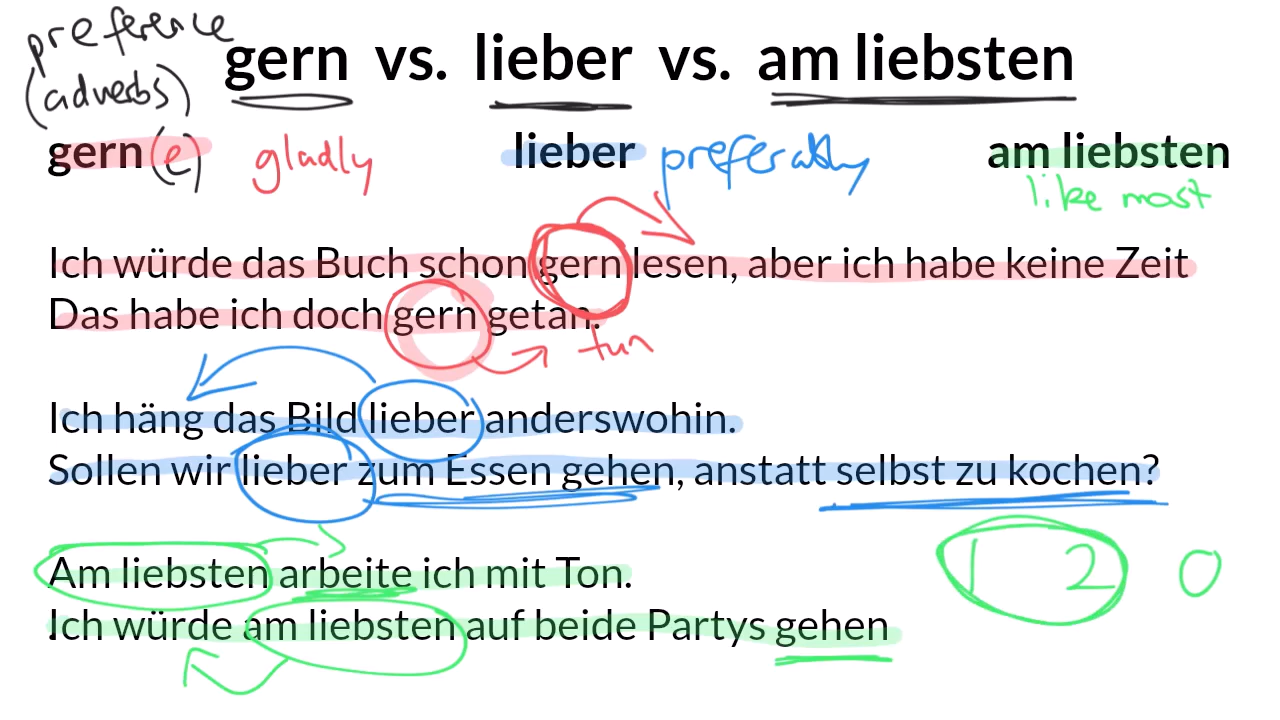 preference
(adverbs)
gern vs. lieber vs. am liebsten
gern (e) gladly lieber preferably am liebsten
like most
Ich würde das Buch schon gern lesen, aber ich habe keine Zeit
Das habe ich doch gern getan.
tun
Ich häng das Bild lieber anderswohin.
Sollen wir lieber zum Essen gehen, anstatt selbst zu kochen?
Am liebsten arbeite ich mit Ton. 1 2 0
Ich würde am liebsten auf beide Partys gehen